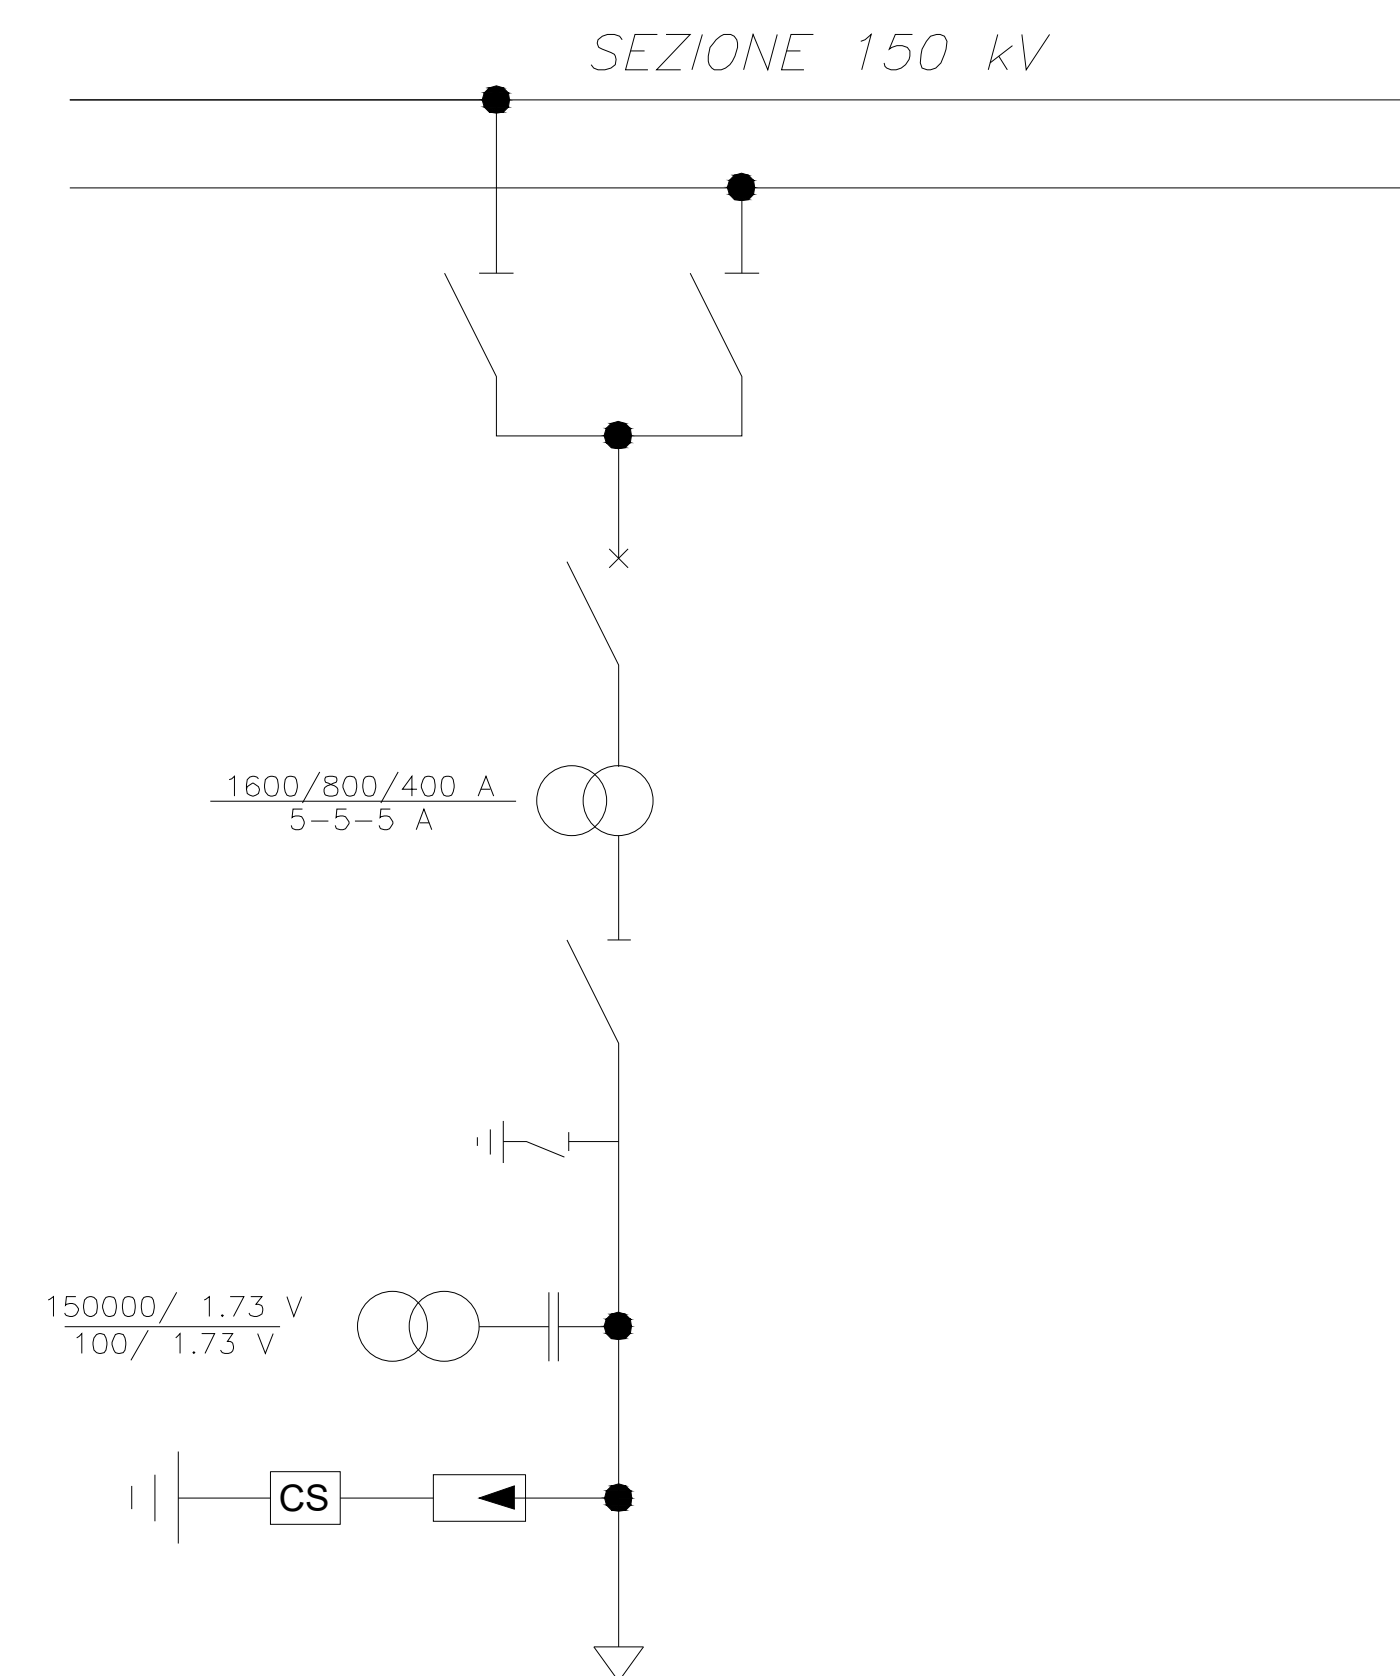 SEZIONE 150 kV
1600/800/400 A
5-5-5 A
150000/ 1.73 V
100/ 1.73 V
CS